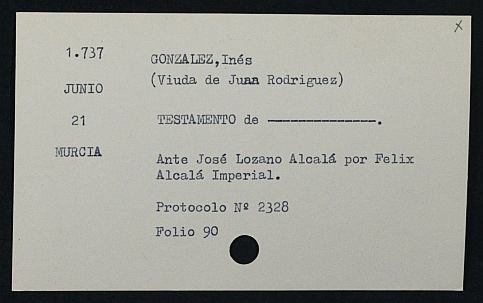 1.737
GONZALEZ,Inés
(Viuda de Juan Rodriguez)
JUNIO
21
TESTAMENTO de ---------------.
MURCIA
Ante José Lozano Alcalá por Felix
Alcalá Imperial.
Protocolo Nº 2328
Folio 90